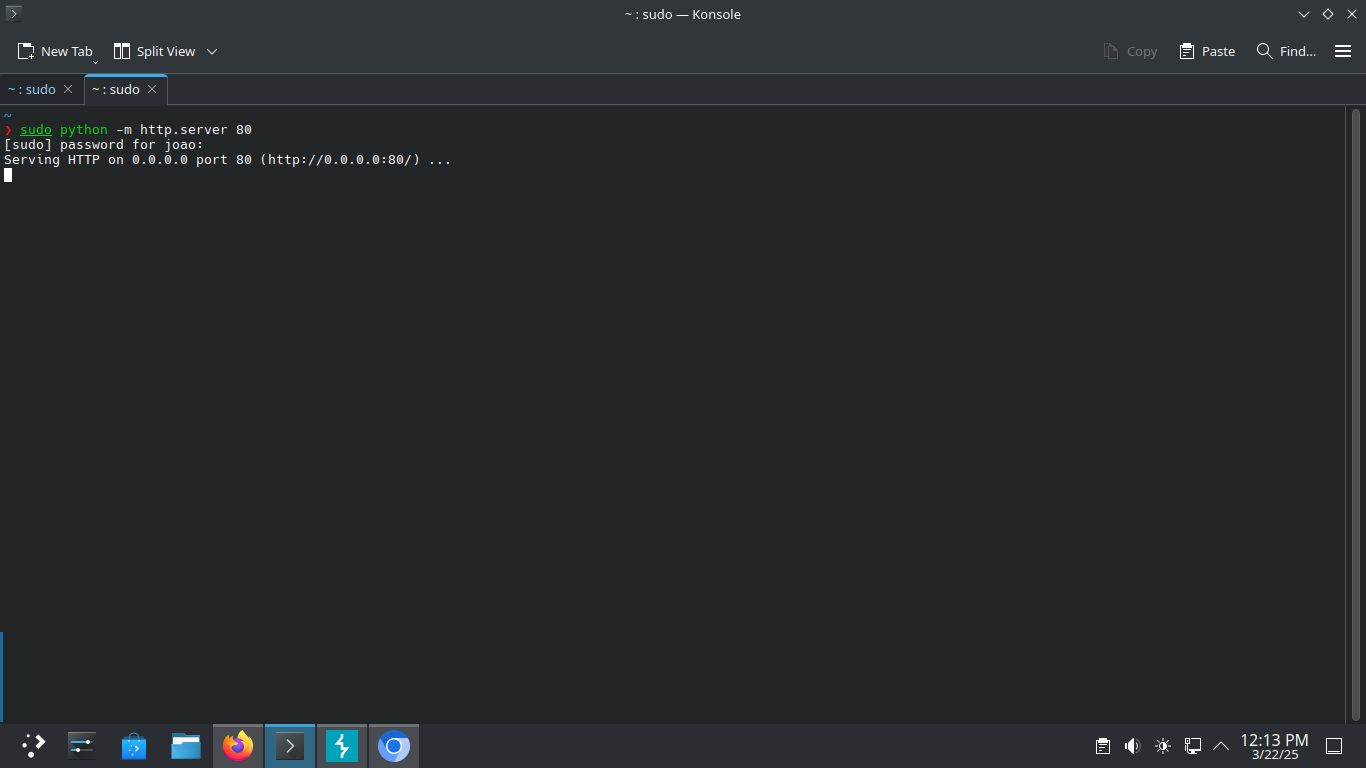 ~ : sudo — Konsole
New Tab Split View Copy Paste Find...
~ : sudo ~ : sudo
~
❯ sudo python -m http.server 80
[sudo] password for joao:
Serving HTTP on 0.0.0.0 port 80 (http://0.0.0.0:80/) ...
12:13 PM
3/22/25